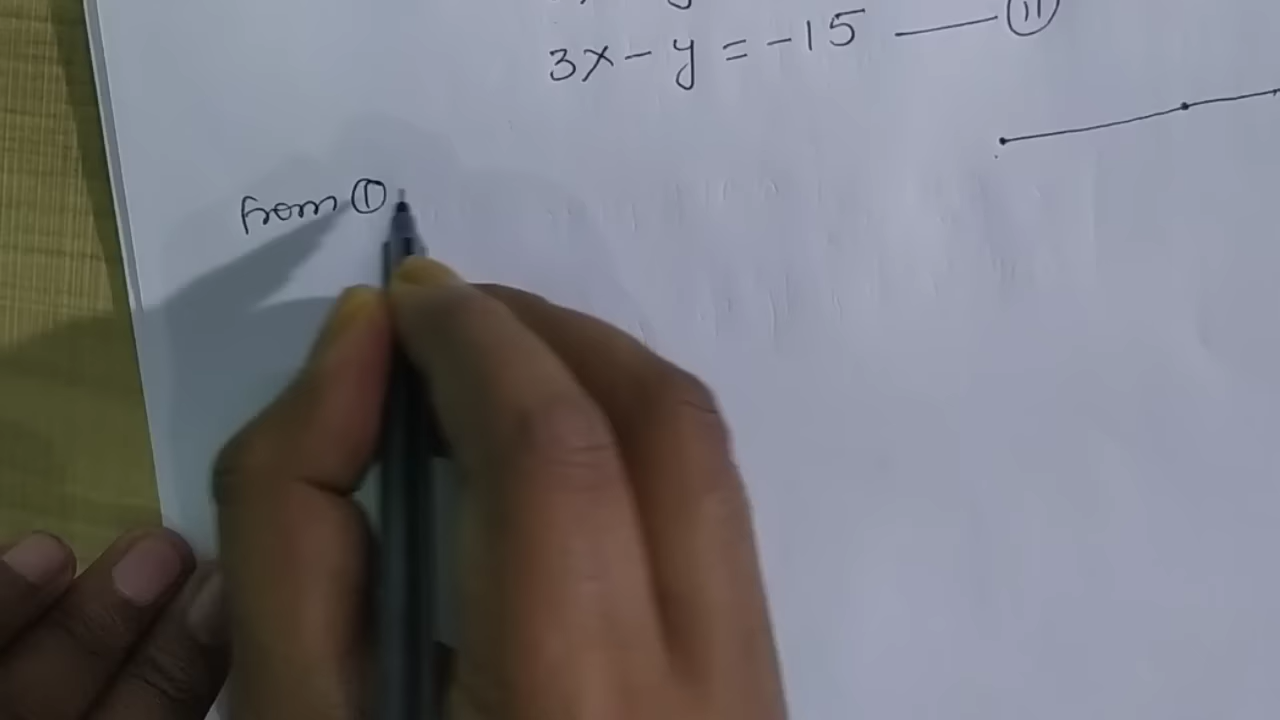 3x - y = -15 —— (II)
from (I)